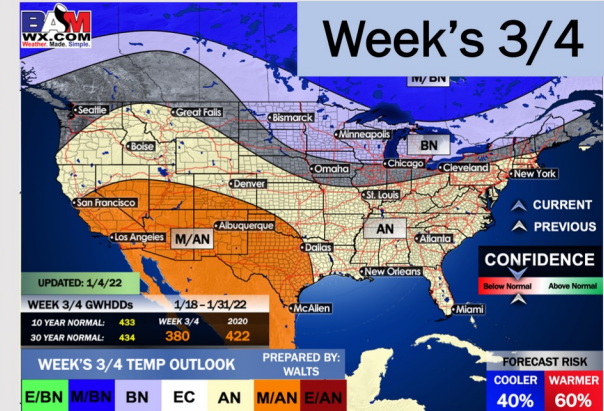 BAM
WX.COM
Weather. Made. Simple.
Week's 3/4
M/BN
Seattle
Great Falls
Bismarck
Minneapolis
Boise
BN
Chicago
Cleveland
Omaha
New York
Denver
St. Louis
San Francisco
CURRENT
Albuquerque
AN
PREVIOUS
Los Angeles
M/AN
Atlanta
Dallas
CONFIDENCE
New Orleans
Below Normal Above Normal
UPDATED: 1/4/22
WEEK 3/4 GWHDDs 1/18 - 1/31/22
McAllen
Miami
10 YEAR NORMAL: 433 WEEK 3/4 2020
30 YEAR NORMAL: 434 380 422
WEEK'S 3/4 TEMP OUTLOOK
PREPARED BY:
WALTS
FORECAST RISK
COOLER WARMER
40% 60%
E/BN M/BN BN EC AN M/AN E/AN